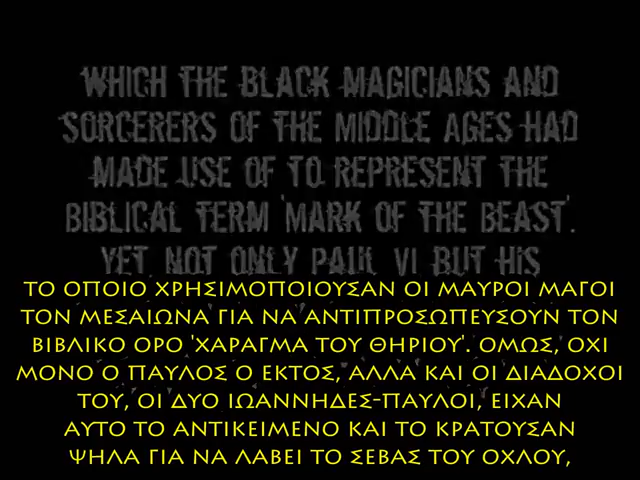 WHICH THE BLACK MAGICIANS AND
SORCERERS OF THE MIDDLE AGES HAD
MADE USE OF TO REPRESENT THE
BIBLICAL TERM 'MARK OF THE BEAST'.
YET, NOT ONLY PAUL VI BUT HIS
ΤΟ ΟΠΟΙΟ ΧΡΗΣΙΜΟΠΟΙΟΥΣΑΝ ΟΙ ΜΑΥΡΟΙ ΜΑΓΟΙ
ΤΟΝ ΜΕΣΑΙΩΝΑ ΓΙΑ ΝΑ ΑΝΤΙΠΡΟΣΩΠΕΥΣΟΥΝ ΤΟΝ
ΒΙΒΛΙΚΟ ΟΡΟ 'ΧΑΡΑΓΜΑ ΤΟΥ ΘΗΡΙΟΥ'. ΟΜΩΣ, ΟΧΙ
ΜΟΝΟ Ο ΠΑΥΛΟΣ Ο ΕΚΤΟΣ, ΑΛΛΑ ΚΑΙ ΟΙ ΔΙΑΔΟΧΟΙ
ΤΟΥ, ΟΙ ΔΥΟ ΙΩΑΝΝΗΔΕΣ-ΠΑΥΛΟΙ, ΕΙΧΑΝ
ΑΥΤΟ ΤΟ ΑΝΤΙΚΕΙΜΕΝΟ ΚΑΙ ΤΟ ΚΡΑΤΟΥΣΑΝ
ΨΗΛΑ ΓΙΑ ΝΑ ΛΑΒΕΙ ΤΟ ΣΕΒΑΣ ΤΟΥ ΟΧΛΟΥ,